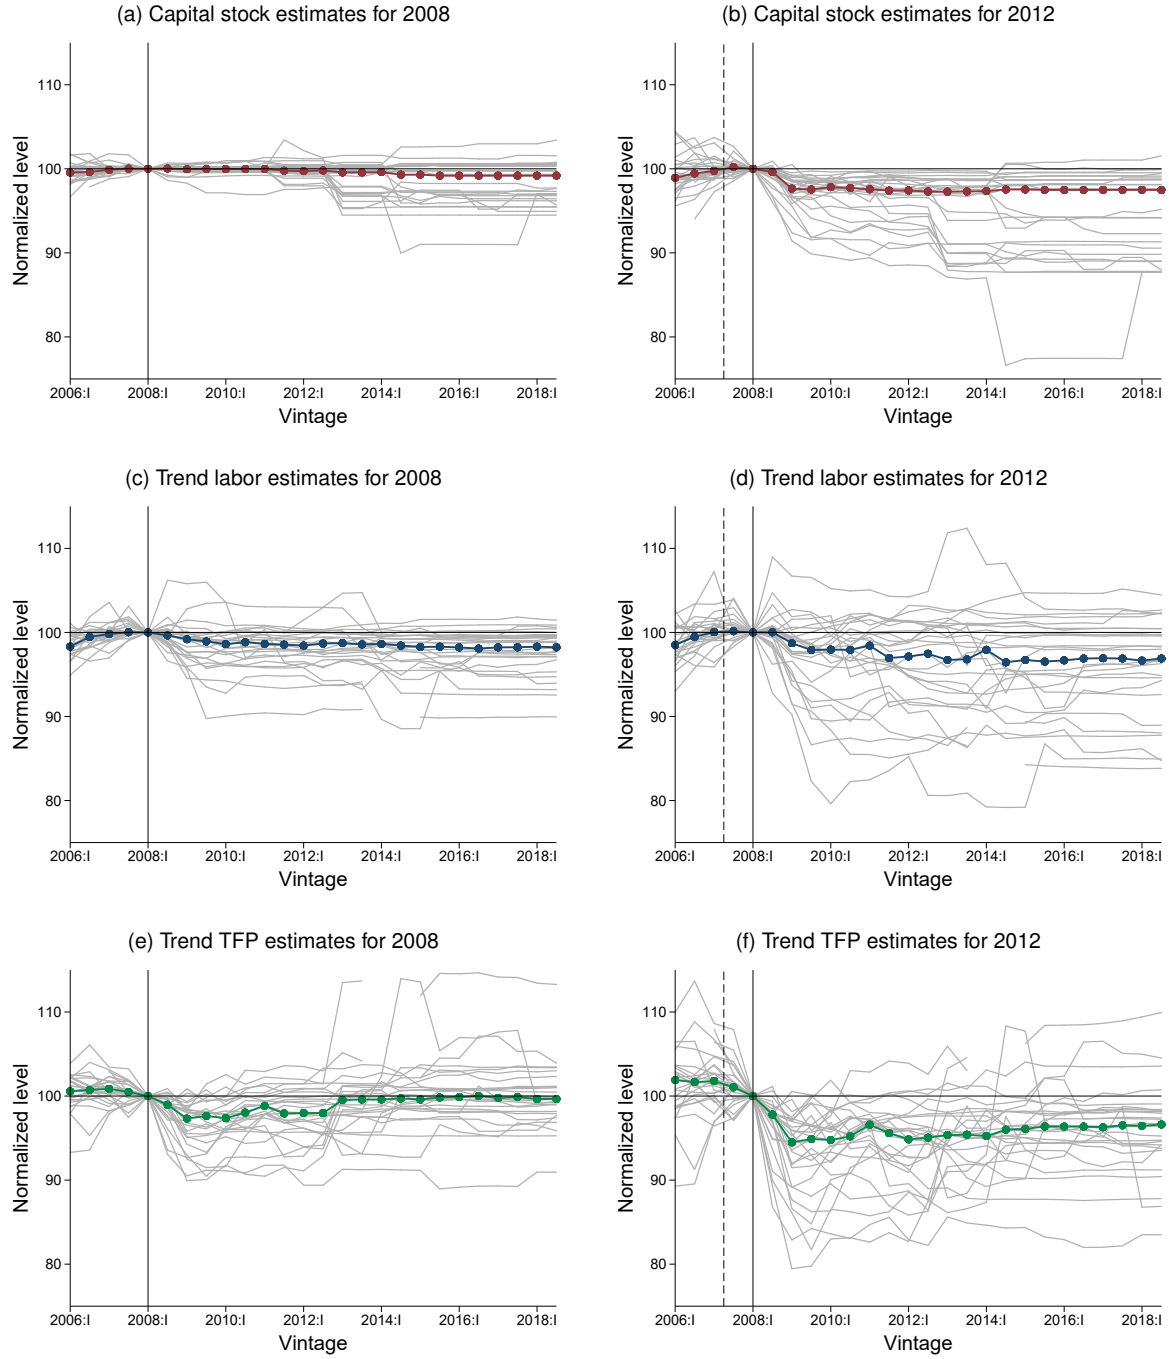 (a) Capital stock estimates for 2008
Normalized level
110
100
90
80
2006:I 2008:I 2010:I 2012:I 2014:I 2016:I 2018:I
Vintage
(b) Capital stock estimates for 2012
Normalized level
110
100
90
80
2006:I 2008:I 2010:I 2012:I 2014:I 2016:I 2018:I
Vintage
(c) Trend labor estimates for 2008
Normalized level
110
100
90
80
2006:I 2008:I 2010:I 2012:I 2014:I 2016:I 2018:I
Vintage
(d) Trend labor estimates for 2012
Normalized level
110
100
90
80
2006:I 2008:I 2010:I 2012:I 2014:I 2016:I 2018:I
Vintage
(e) Trend TFP estimates for 2008
Normalized level
110
100
90
80
2006:I 2008:I 2010:I 2012:I 2014:I 2016:I 2018:I
Vintage
(f) Trend TFP estimates for 2012
Normalized level
110
100
90
80
2006:I 2008:I 2010:I 2012:I 2014:I 2016:I 2018:I
Vintage